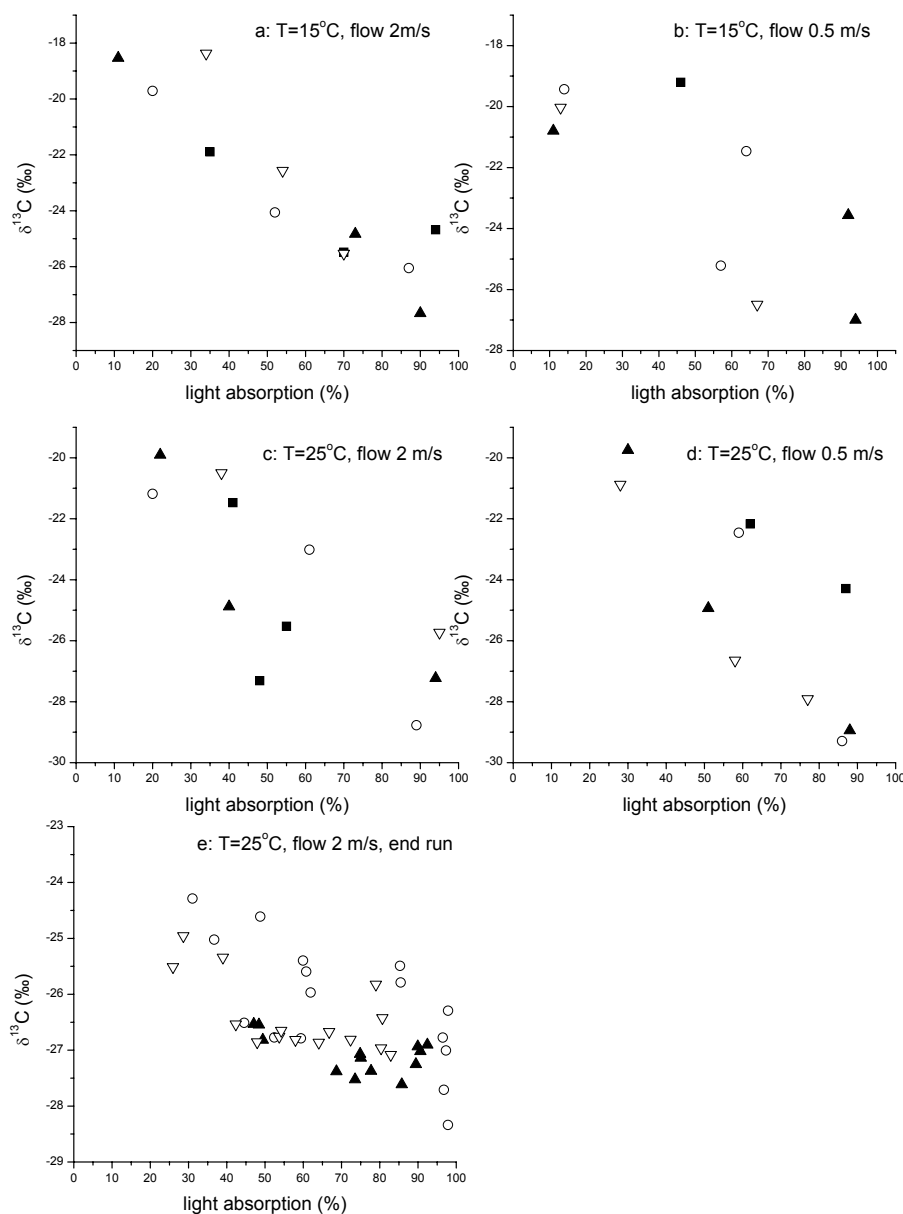 a: T=15°C, flow 2m/s
-18
-20
-22
-24
-26
-28
δ¹³C (‰)
0 10 20 30 40 50 60 70 80 90 100
light absorption (%)
b: T=15°C, flow 0.5 m/s
-18
-20
-22
-24
-26
-28
δ¹³C (‰)
0 10 20 30 40 50 60 70 80 90 100
ligth absorption (%)
c: T=25°C, flow 2 m/s
-20
-22
-24
-26
-28
-30
δ¹³C (‰)
0 10 20 30 40 50 60 70 80 90 100
light absorption (%)
d: T=25°C, flow 0.5 m/s
-20
-22
-24
-26
-28
-30
δ¹³C (‰)
0 10 20 30 40 50 60 70 80 90 100
light absorption (%)
e: T=25°C, flow 2 m/s, end run
-23
-24
-25
-26
-27
-28
-29
δ¹³C (‰)
0 10 20 30 40 50 60 70 80 90 100
light absorption (%)